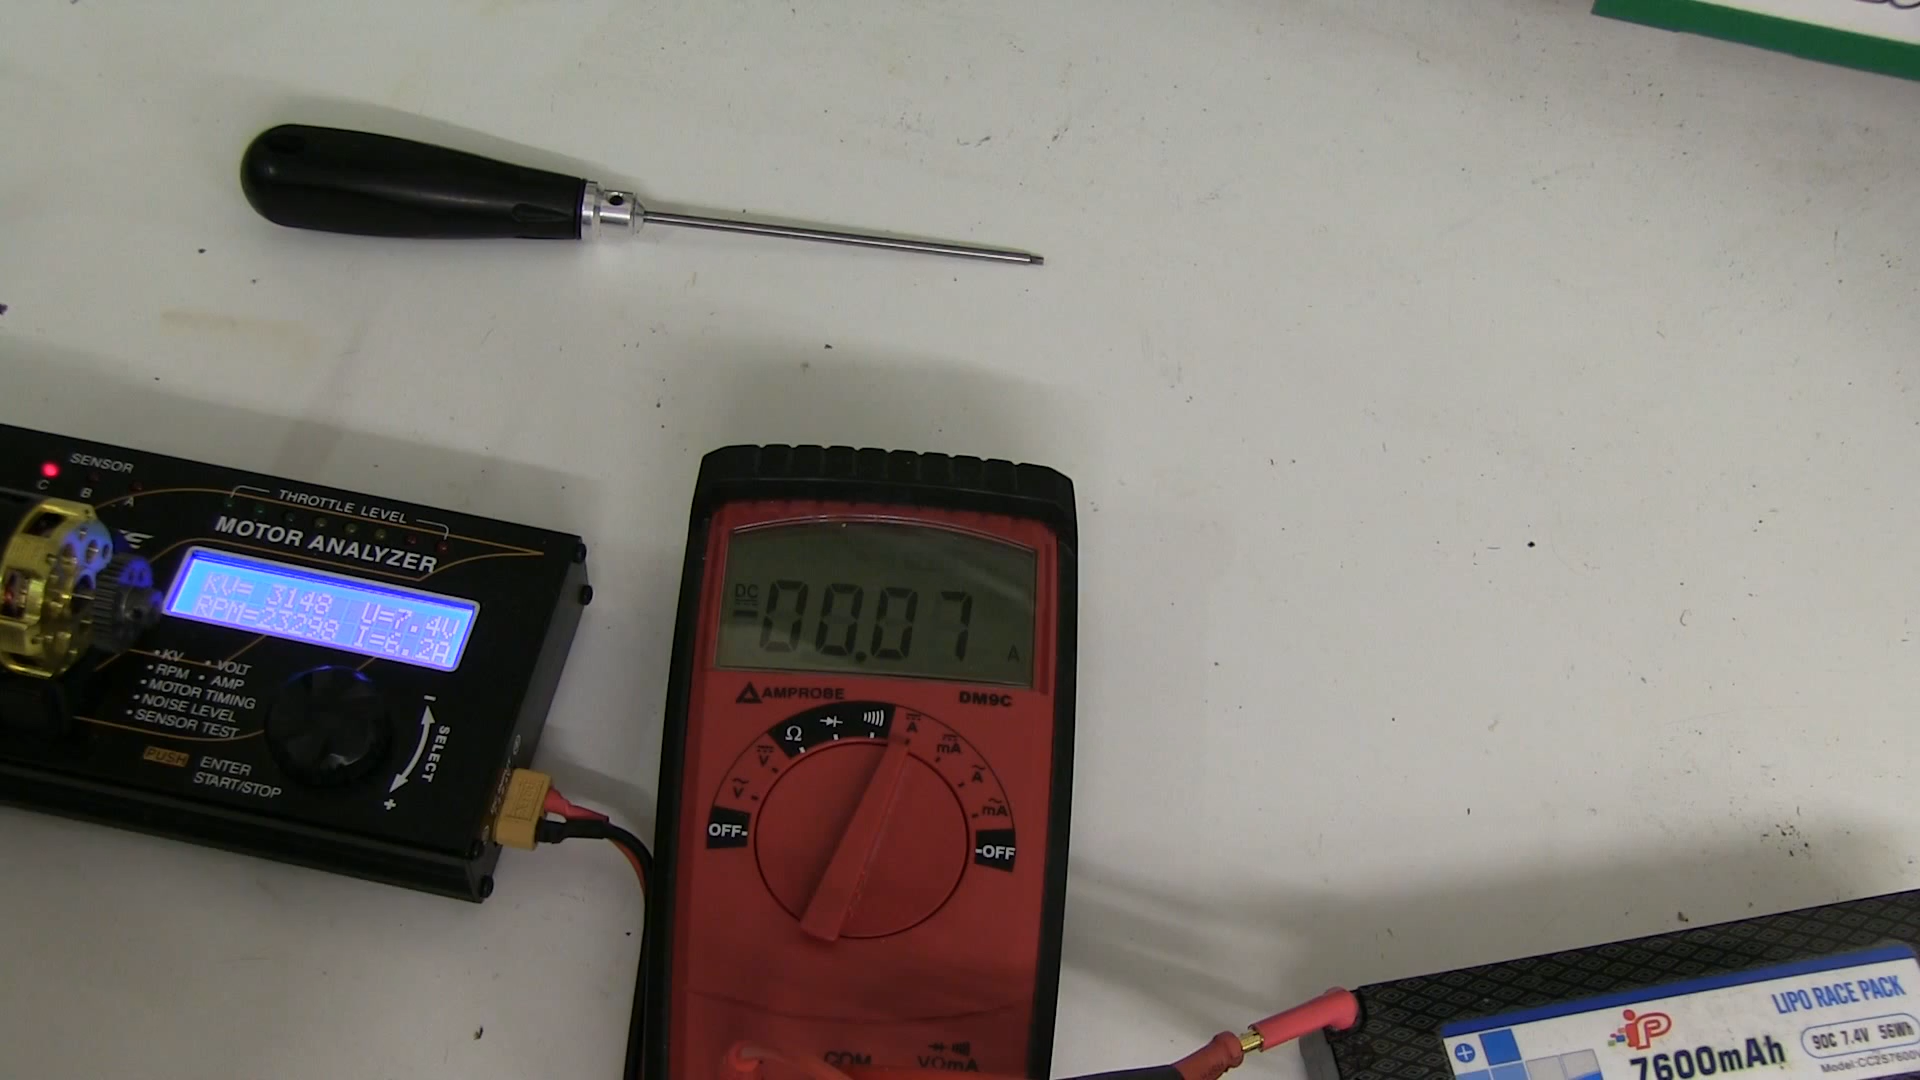 SENSOR
C B A
THROTTLE LEVEL
MOTOR ANALYZER
KV= 3148 U=7.4V
RPM=23298 I=6.2A
• KV • VOLT
• RPM • AMP
• MOTOR TIMING
• NOISE LEVEL
• SENSOR TEST
PUSH ENTER
START/STOP
− SELECT +
DC
-00.07 A
AMPROBE DM9C
Ω A
V mA
V A
mA
OFF- -OFF
COM VΩmA
LIPO RACE PACK
iP
7600mAh
90C 7.4V 56Wh